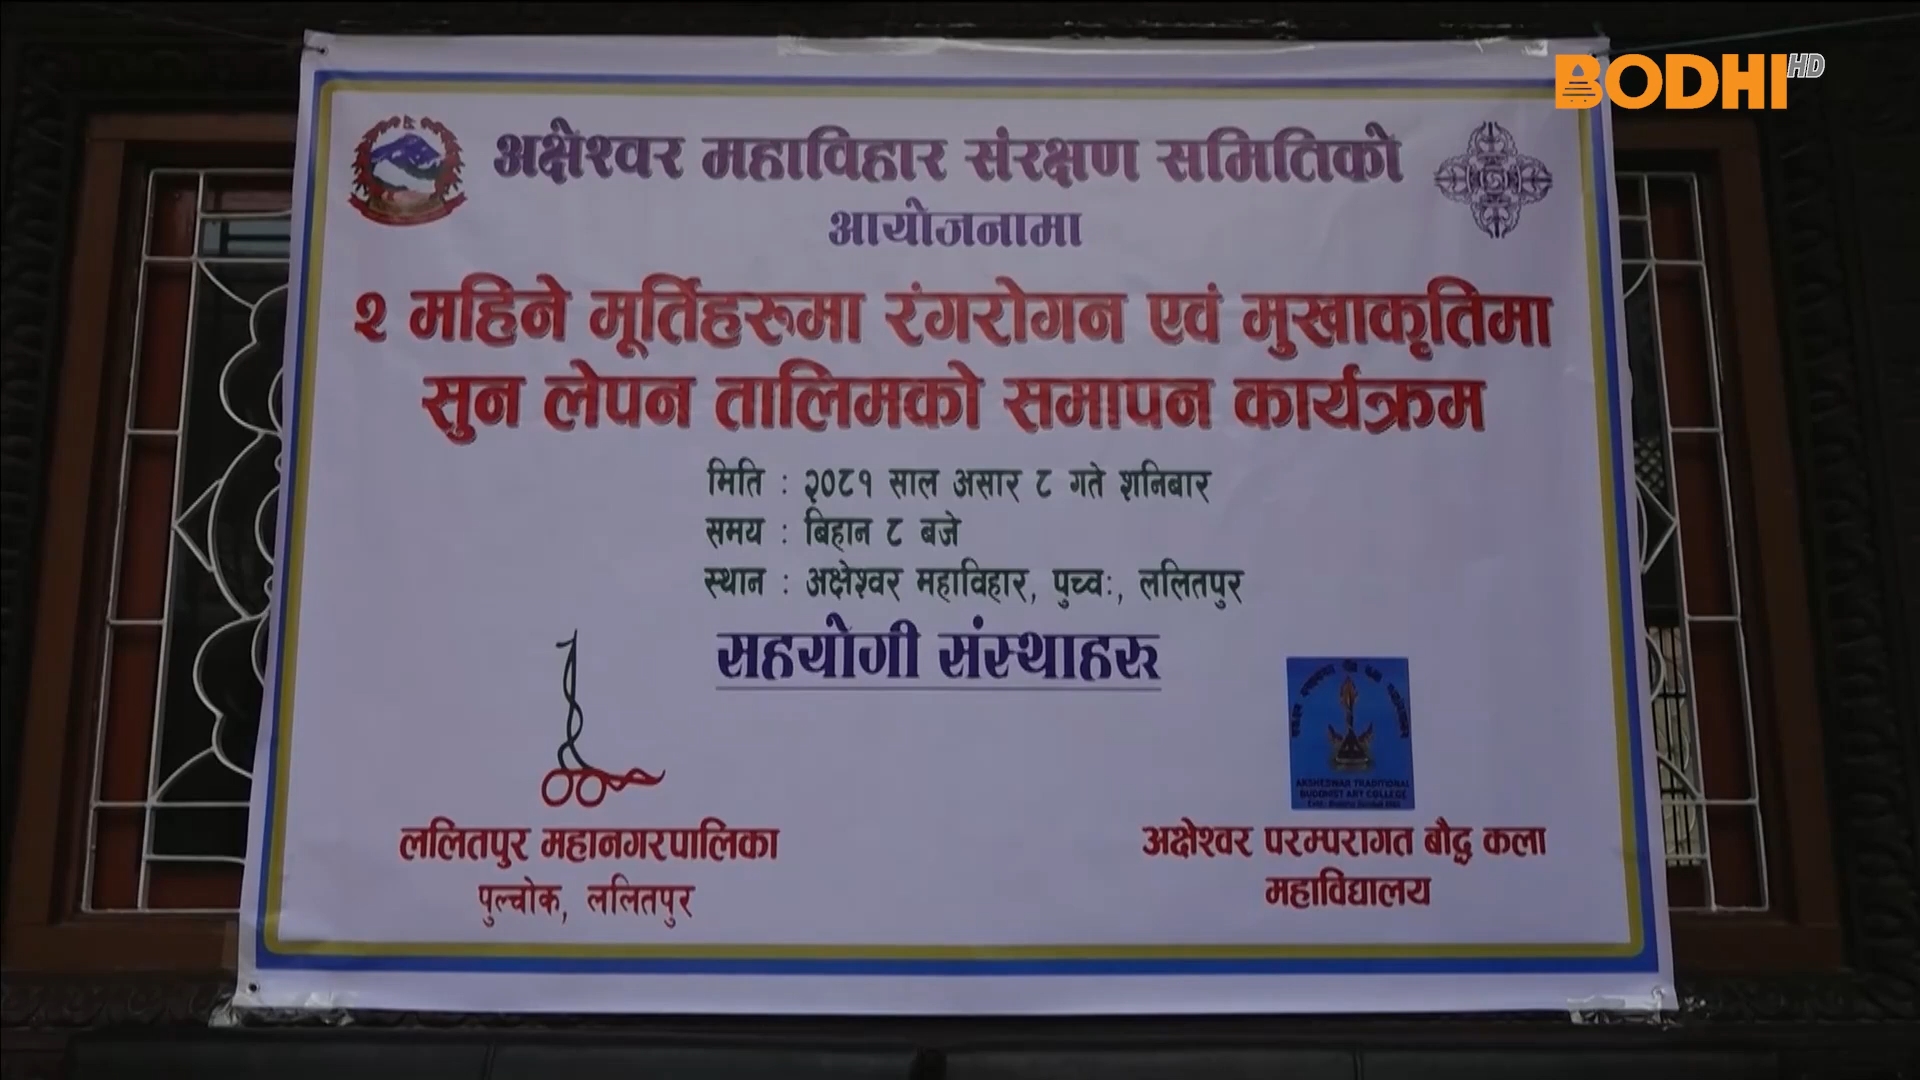 BODHI HD
अक्षेश्वर महाविहार संरक्षण समितिको
आयोजनामा
२ महिने मूर्तिहरुमा रंगरोगन एवं मुखाकृतिमा
सुन लेपन तालिमको समापन कार्यक्रम
मिति : २०८१ साल असार ८ गते शनिबार
समय : बिहान ८ बजे
स्थान : अक्षेश्वर महाविहार, पुच्वः, ललितपुर
सहयोगी संस्थाहरु
AKSHESWAR TRADITIONAL
BUDDHIST ART COLLEGE
ललितपुर महानगरपालिका
पुल्चोक, ललितपुर
अक्षेश्वर परम्परागत बौद्ध कला
महाविद्यालय